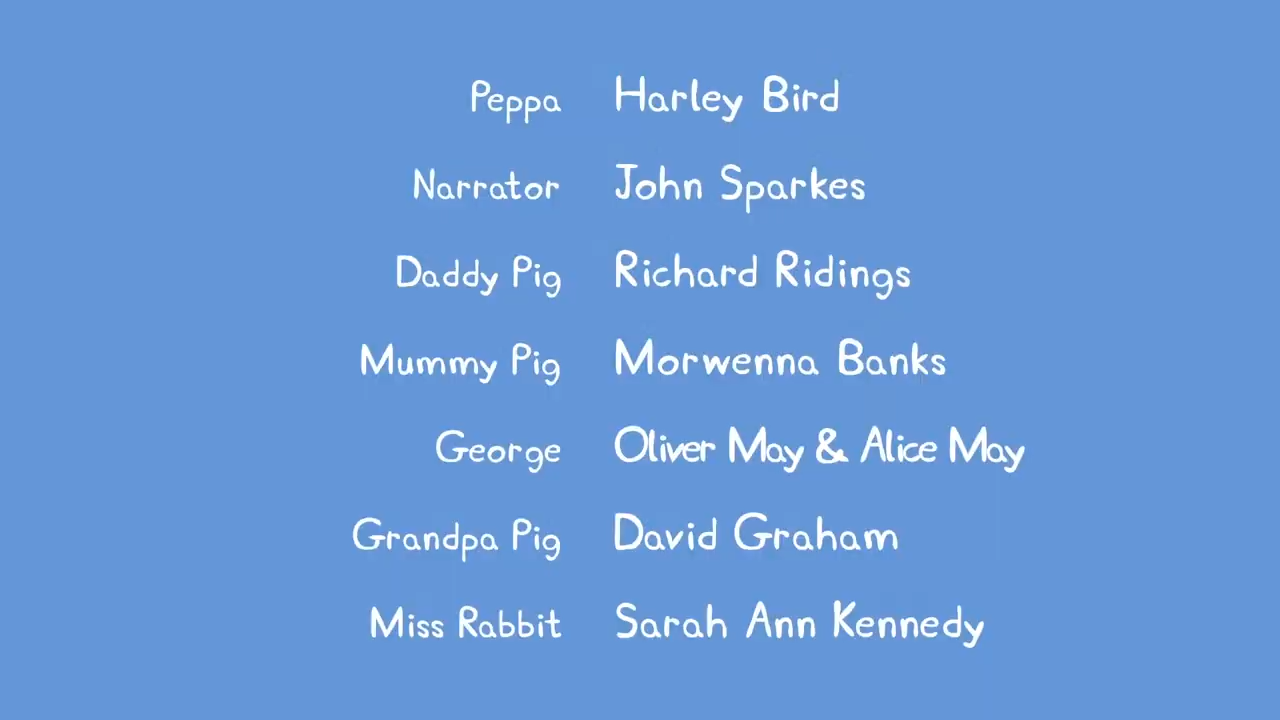 Peppa Harley Bird
Narrator John Sparkes
Daddy Pig Richard Ridings
Mummy Pig Morwenna Banks
George Oliver May & Alice May
Grandpa Pig David Graham
Miss Rabbit Sarah Ann Kennedy